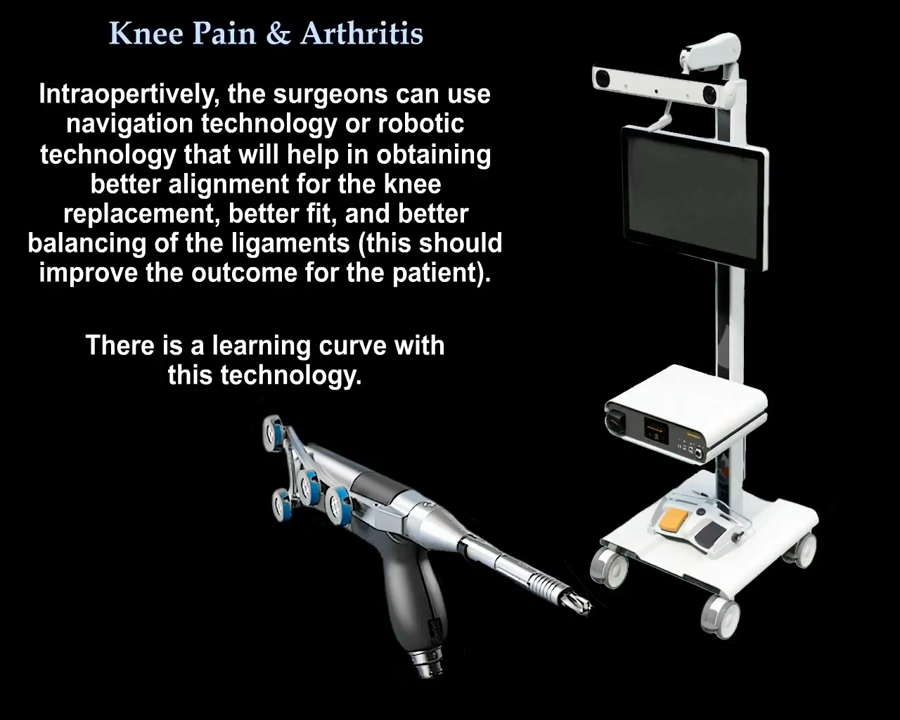 Knee Pain & Arthritis
Intraopertively, the surgeons can use
navigation technology or robotic
technology that will help in obtaining
better alignment for the knee
replacement, better fit, and better
balancing of the ligaments (this should
improve the outcome for the patient).
There is a learning curve with
this technology.